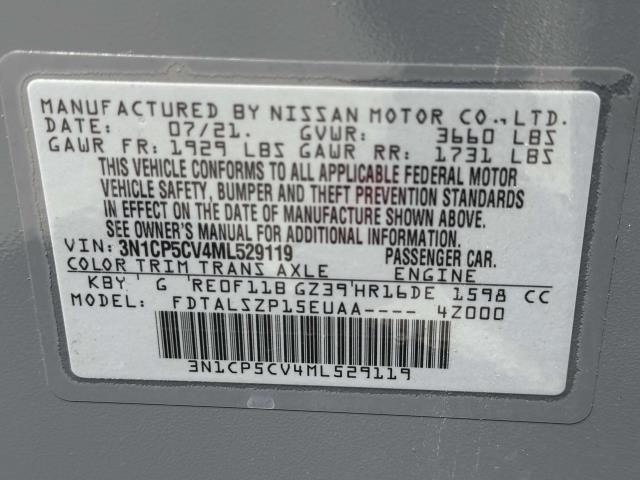 MANUFACTURED BY NISSAN MOTOR CO.,LTD.
DATE: 07/21. GVWR: 3660 LBS
GAWR FR: 1929 LBS GAWR RR: 1731 LBS
THIS VEHICLE CONFORMS TO ALL APPLICABLE FEDERAL MOTOR
VEHICLE SAFETY, BUMPER AND THEFT PREVENTION STANDARDS
IN EFFECT ON THE DATE OF MANUFACTURE SHOWN ABOVE.
SEE OWNER'S MANUAL FOR ADDITIONAL INFORMATION.
VIN: 3N1CP5CV4ML529119 PASSENGER CAR.
COLOR TRIM TRANS AXLE ENGINE
KBY G RE0F11B GZ39 HR16DE 1598 CC
MODEL: FDTALSZP15EUAA---- 4Z000
3N1CP5CV4ML529119